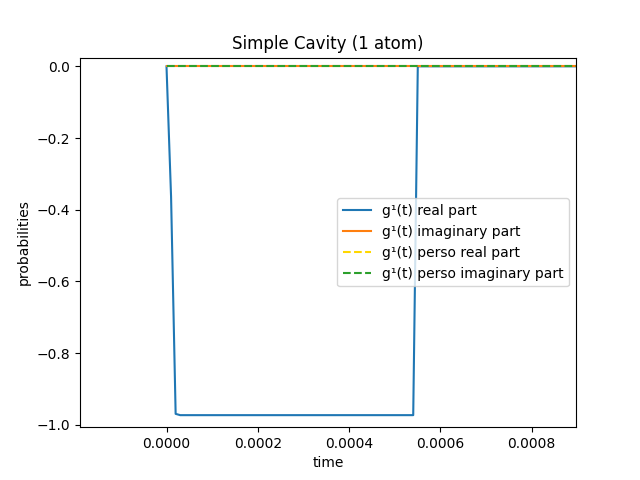 Simple Cavity (1 atom)
probabilities
0.0
−0.2
−0.4
−0.6
−0.8
−1.0
g¹(t) real part
g¹(t) imaginary part
g¹(t) perso real part
g¹(t) perso imaginary part
0.0000 0.0002 0.0004 0.0006 0.0008
time